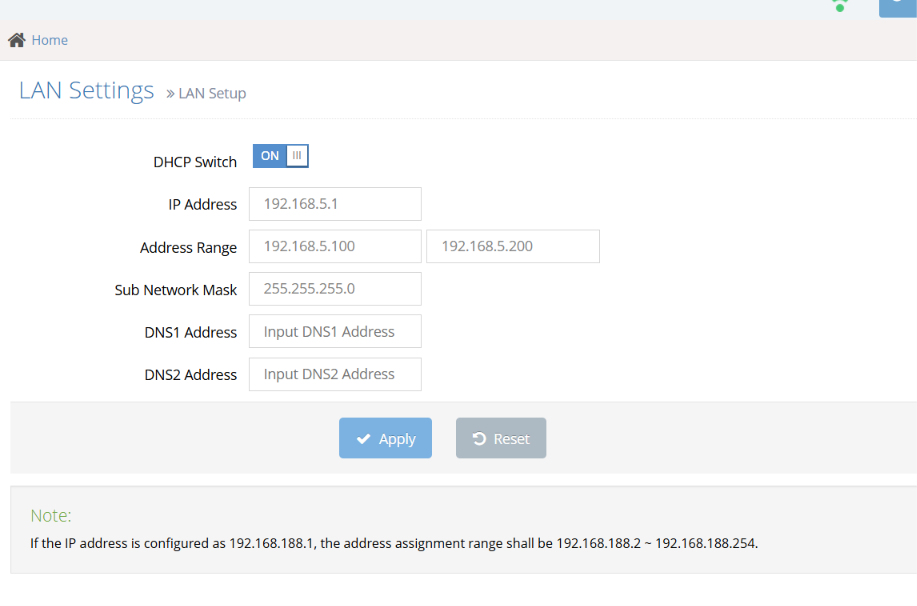 Home
LAN Settings » LAN Setup
DHCP Switch ON
IP Address 192.168.5.1
Address Range 192.168.5.100 192.168.5.200
Sub Network Mask 255.255.255.0
DNS1 Address Input DNS1 Address
DNS2 Address Input DNS2 Address
Apply Reset
Note:
If the IP address is configured as 192.168.188.1, the address assignment range shall be 192.168.188.2 ~ 192.168.188.254.